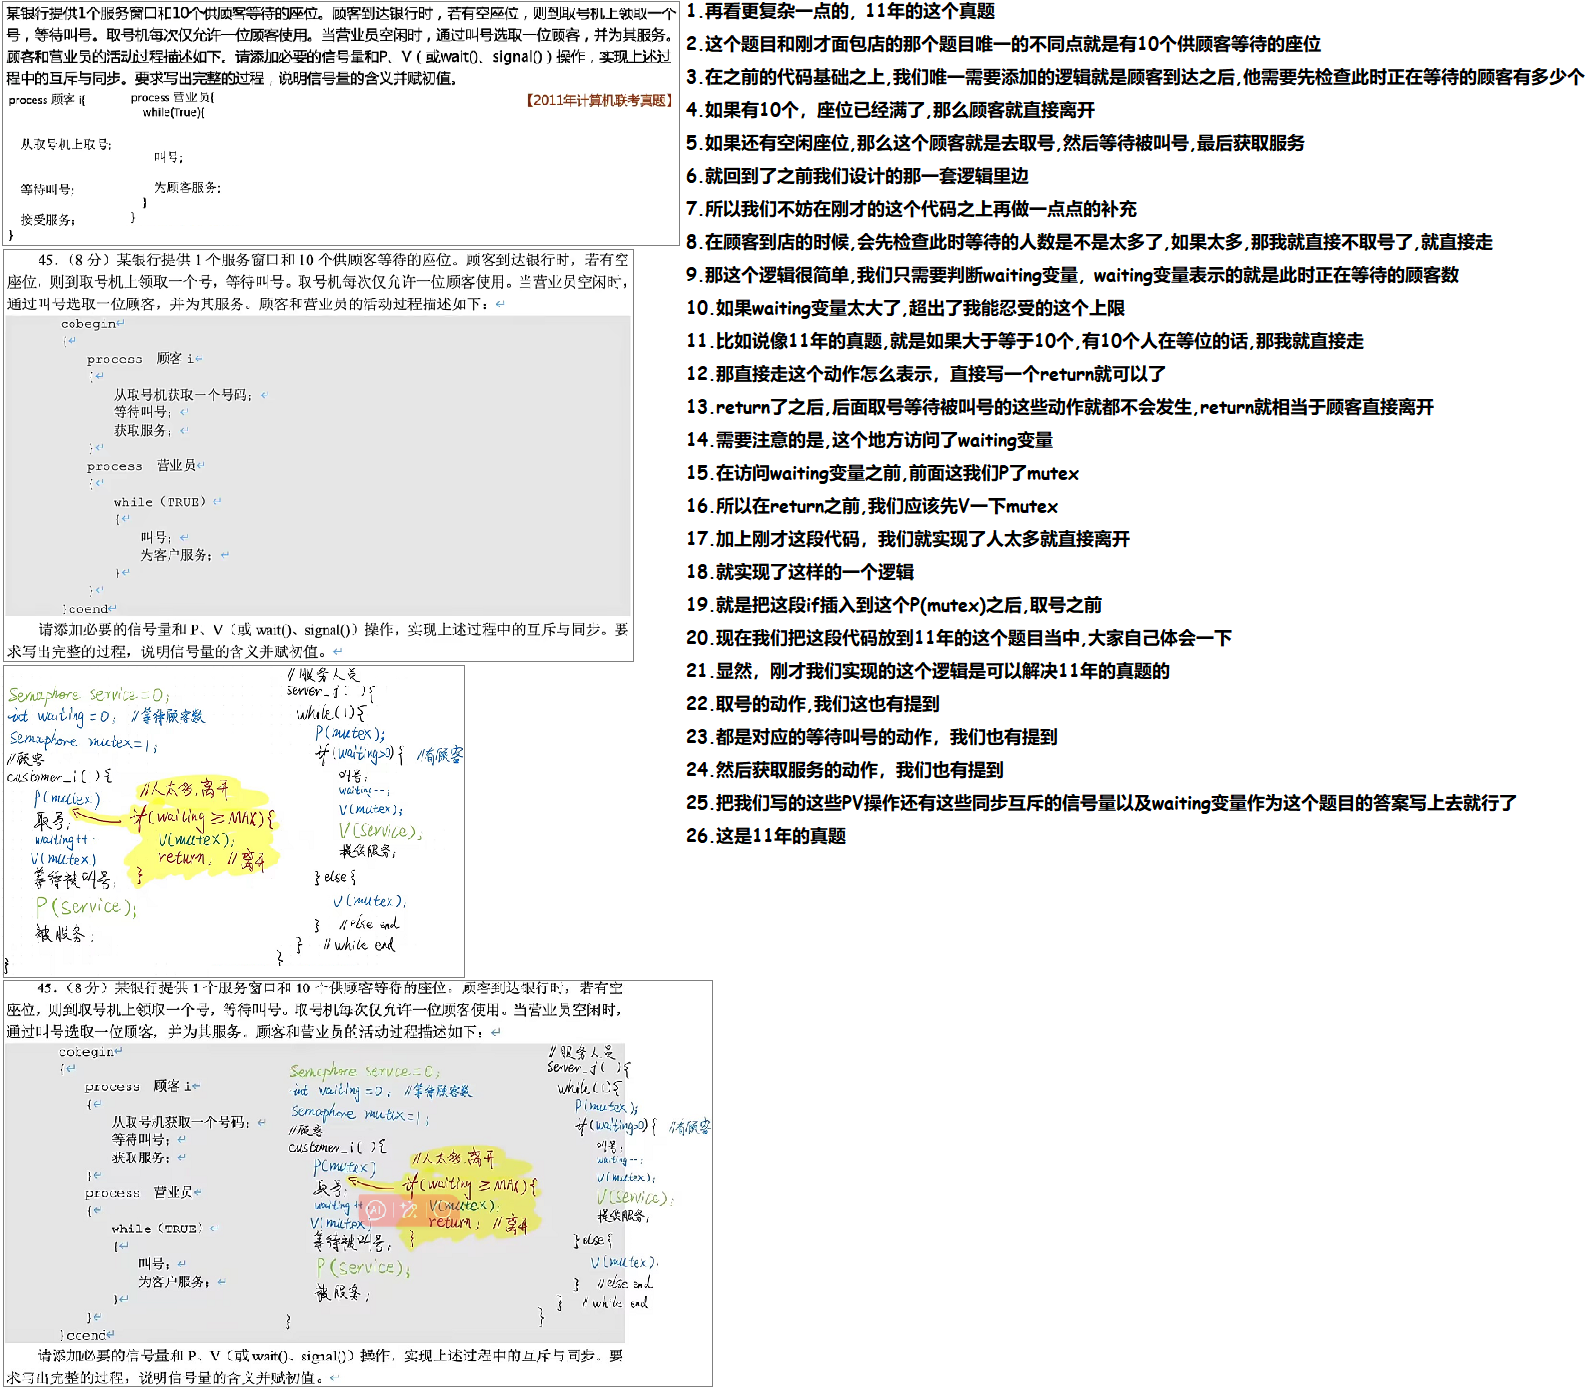 某银行提供1个服务窗口和10个供顾客等待的座位。顾客到达银行时，若有空座位，则到取号机上领取一个
号，等待叫号。取号机每次仅允许一位顾客使用。当营业员空闲时，通过叫号选取一位顾客，并为其服务。
顾客和营业员的活动过程描述如下。请添加必要的信号量和P、V（或wait()、signal()）操作，实现上述过
程中的互斥与同步。要求写出完整的过程，说明信号量的含义并赋初值。
【2011年计算机联考真题】
process 顾客 i{
从取号机上取号;
等待叫号;
接受服务;
}
process 营业员{
while(True){
叫号;
为顾客服务;
}
}
45.（8 分）某银行提供 1 个服务窗口和 10 个供顾客等待的座位。顾客到达银行时，若有空
座位，则到取号机上领取一个号，等待叫号。取号机每次仅允许一位顾客使用。当营业员空闲时，
通过叫号选取一位顾客，并为其服务。顾客和营业员的活动过程描述如下：
cobegin
{
process 顾客 i
{
从取号机获取一个号码；
等待叫号；
获取服务；
}
process 营业员
{
while（TRUE）
{
叫号；
为客户服务；
}
}
}coend
请添加必要的信号量和 P、V（或 wait()、signal()）操作，实现上述过程中的互斥与同步。要
求写出完整的过程，说明信号量的含义并赋初值。
Semaphore service=0;
int waiting=0; //等待顾客数
Semaphore mutex=1;
//顾客
customer_i( ){
P(mutex)
取号;
waiting++
V(mutex)
等待被叫号;
P(service);
被服务;
}
//人太多,离开
if(waiting≥MAX){
V(mutex);
return; //离开
}
//服务人员
server_j( ){
while(1){
P(mutex);
if(waiting>0){ //有顾客
叫号;
waiting--;
V(mutex);
V(service);
提供服务;
}else{
V(mutex).
} //else end
} //while end
}
45.（8 分）某银行提供 1 个服务窗口和 10 个供顾客等待的座位。顾客到达银行时，若有空
座位，则到取号机上领取一个号，等待叫号。取号机每次仅允许一位顾客使用。当营业员空闲时，
通过叫号选取一位顾客，并为其服务。顾客和营业员的活动过程描述如下：
cobegin
{
process 顾客 i
{
从取号机获取一个号码；
等待叫号；
获取服务；
}
process 营业员
{
while（TRUE）
{
叫号；
为客户服务；
}
}
}coend
Semaphore service=0;
int waiting=0; //等待顾客数
Semaphore mutex=1;
//顾客
customer_i( ){
P(mutex)
取号;
waiting++
V(mutex)
等待被叫号;
P(service);
被服务;
}
//人太多,离开
if(waiting≥MAX){
V(mutex);
return; //离开
}
//服务人员
server_j( ){
while(1){
P(mutex);
if(waiting>0){ //有顾客
叫号;
waiting--;
V(mutex);
V(service);
提供服务;
}else{
V(mutex).
} //else end
} //while end
}
请添加必要的信号量和 P、V（或 wait()、signal()）操作，实现上述过程中的互斥与同步。要
求写出完整的过程，说明信号量的含义并赋初值。
1.再看更复杂一点的，11年的这个真题
2.这个题目和刚才面包店的那个题目唯一的不同点就是有10个供顾客等待的座位
3.在之前的代码基础之上,我们唯一需要添加的逻辑就是顾客到达之后,他需要先检查此时正在等待的顾客有多少个
4.如果有10个，座位已经满了,那么顾客就直接离开
5.如果还有空闲座位,那么这个顾客就是去取号,然后等待被叫号,最后获取服务
6.就回到了之前我们设计的那一套逻辑里边
7.所以我们不妨在刚才的这个代码之上再做一点点的补充
8.在顾客到店的时候,会先检查此时等待的人数是不是太多了,如果太多,那我就直接不取号了,就直接走
9.那这个逻辑很简单,我们只需要判断waiting变量, waiting变量表示的就是此时正在等待的顾客数
10.如果waiting变量太大了,超出了我能忍受的这个上限
11.比如说像11年的真题,就是如果大于等于10个,有10个人在等位的话,那我就直接走
12.那直接走这个动作怎么表示，直接写一个return就可以了
13.return了之后,后面取号等待被叫号的这些动作就都不会发生,return就相当于顾客直接离开
14.需要注意的是,这个地方访问了waiting变量
15.在访问waiting变量之前,前面这我们P了mutex
16.所以在return之前,我们应该先V一下mutex
17.加上刚才这段代码，我们就实现了人太多就直接离开
18.就实现了这样的一个逻辑
19.就是把这段if插入到这个P(mutex)之后,取号之前
20.现在我们把这段代码放到11年的这个题目当中,大家自己体会一下
21.显然，刚才我们实现的这个逻辑是可以解决11年的真题的
22.取号的动作,我们这也有提到
23.都是对应的等待叫号的动作，我们也有提到
24.然后获取服务的动作，我们也有提到
25.把我们写的这些PV操作还有这些同步互斥的信号量以及waiting变量作为这个题目的答案写上去就行了
26.这是11年的真题